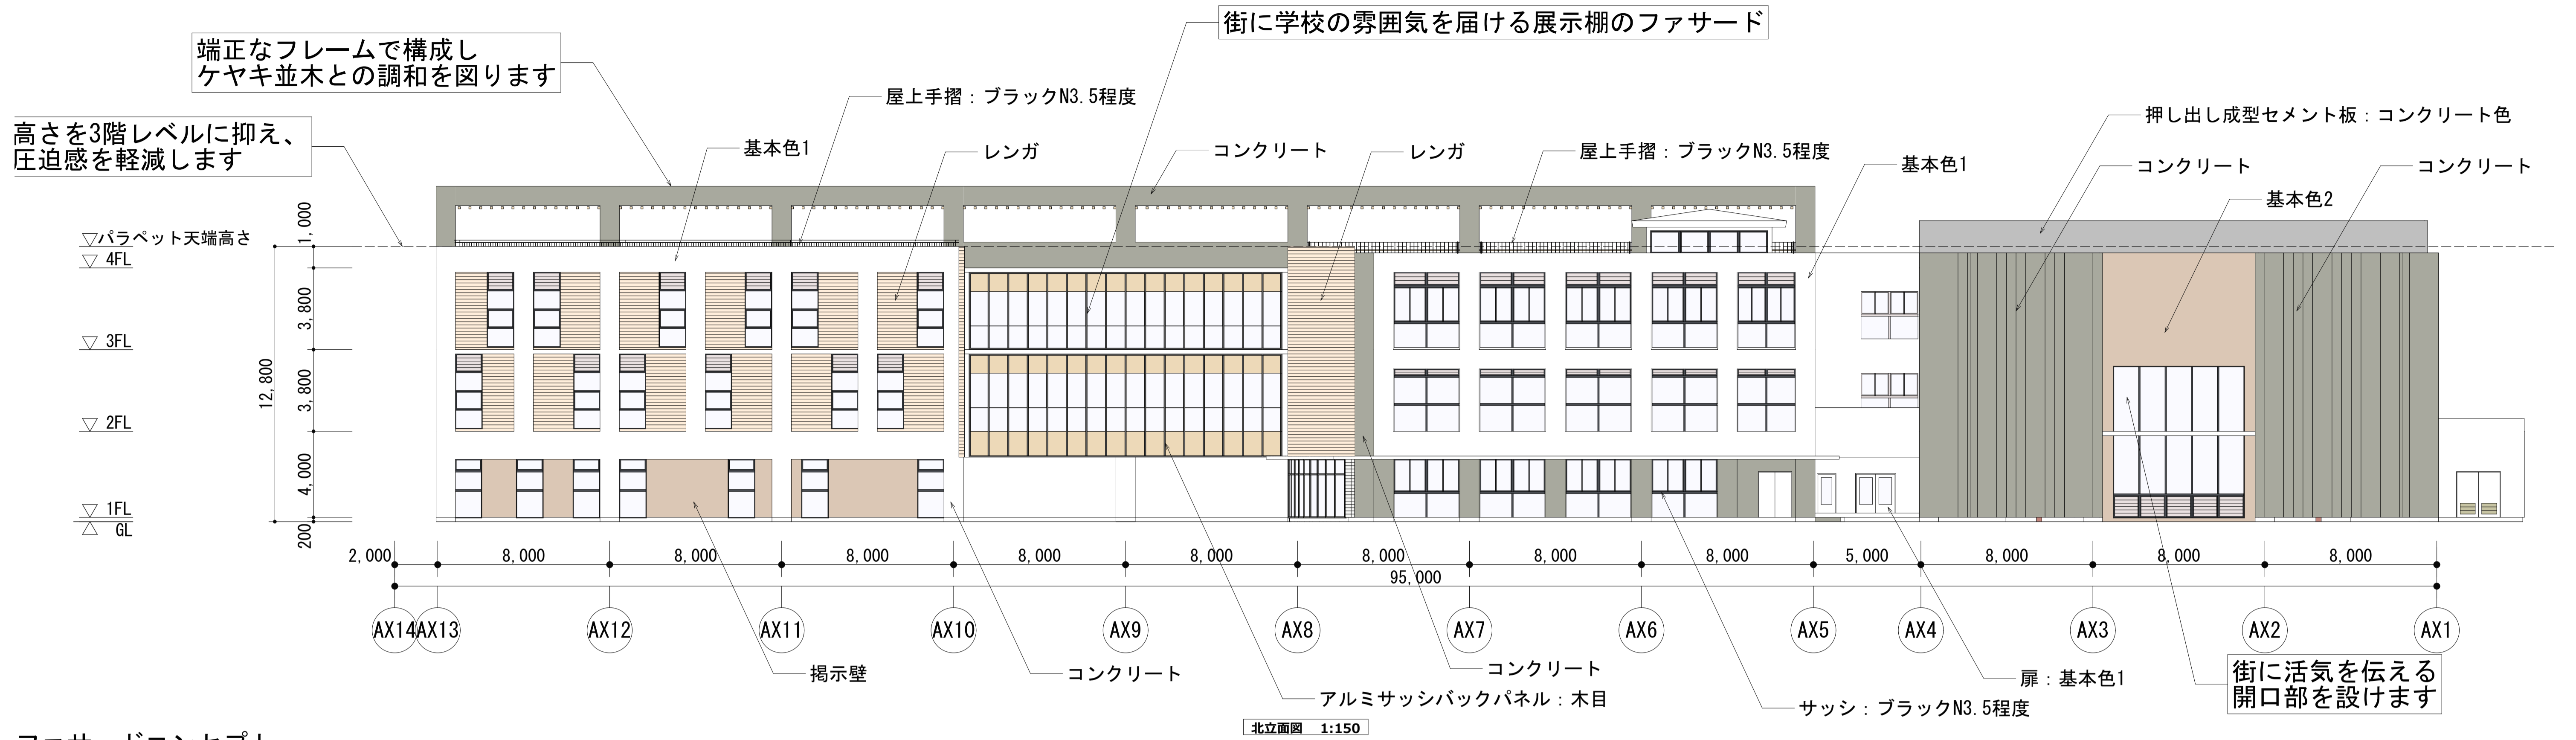 街に学校の雰囲気を届ける展示棚のファサード
端正なフレームで構成し
ケヤキ並木との調和を図ります
高さを3階レベルに抑え、
圧迫感を軽減します
屋上手摺：ブラックN3.5程度
基本色1
レンガ
コンクリート
レンガ
屋上手摺：ブラックN3.5程度
基本色1
押し出し成型セメント板：コンクリート色
コンクリート
コンクリート
基本色2
パラペット天端高さ
4FL
3FL
2FL
1FL
GL
1,000
3,800
3,800
4,000
200
12,800
2,000
8,000
8,000
8,000
8,000
8,000
8,000
8,000
8,000
5,000
8,000
8,000
8,000
95,000
AX14
AX13
AX12
AX11
AX10
AX9
AX8
AX7
AX6
AX5
AX4
AX3
AX2
AX1
掲示壁
コンクリート
アルミサッシバックパネル：木目
コンクリート
サッシ：ブラックN3.5程度
扉：基本色1
街に活気を伝える
開口部を設けます
北立面図 1:150
ファサードコンセプト